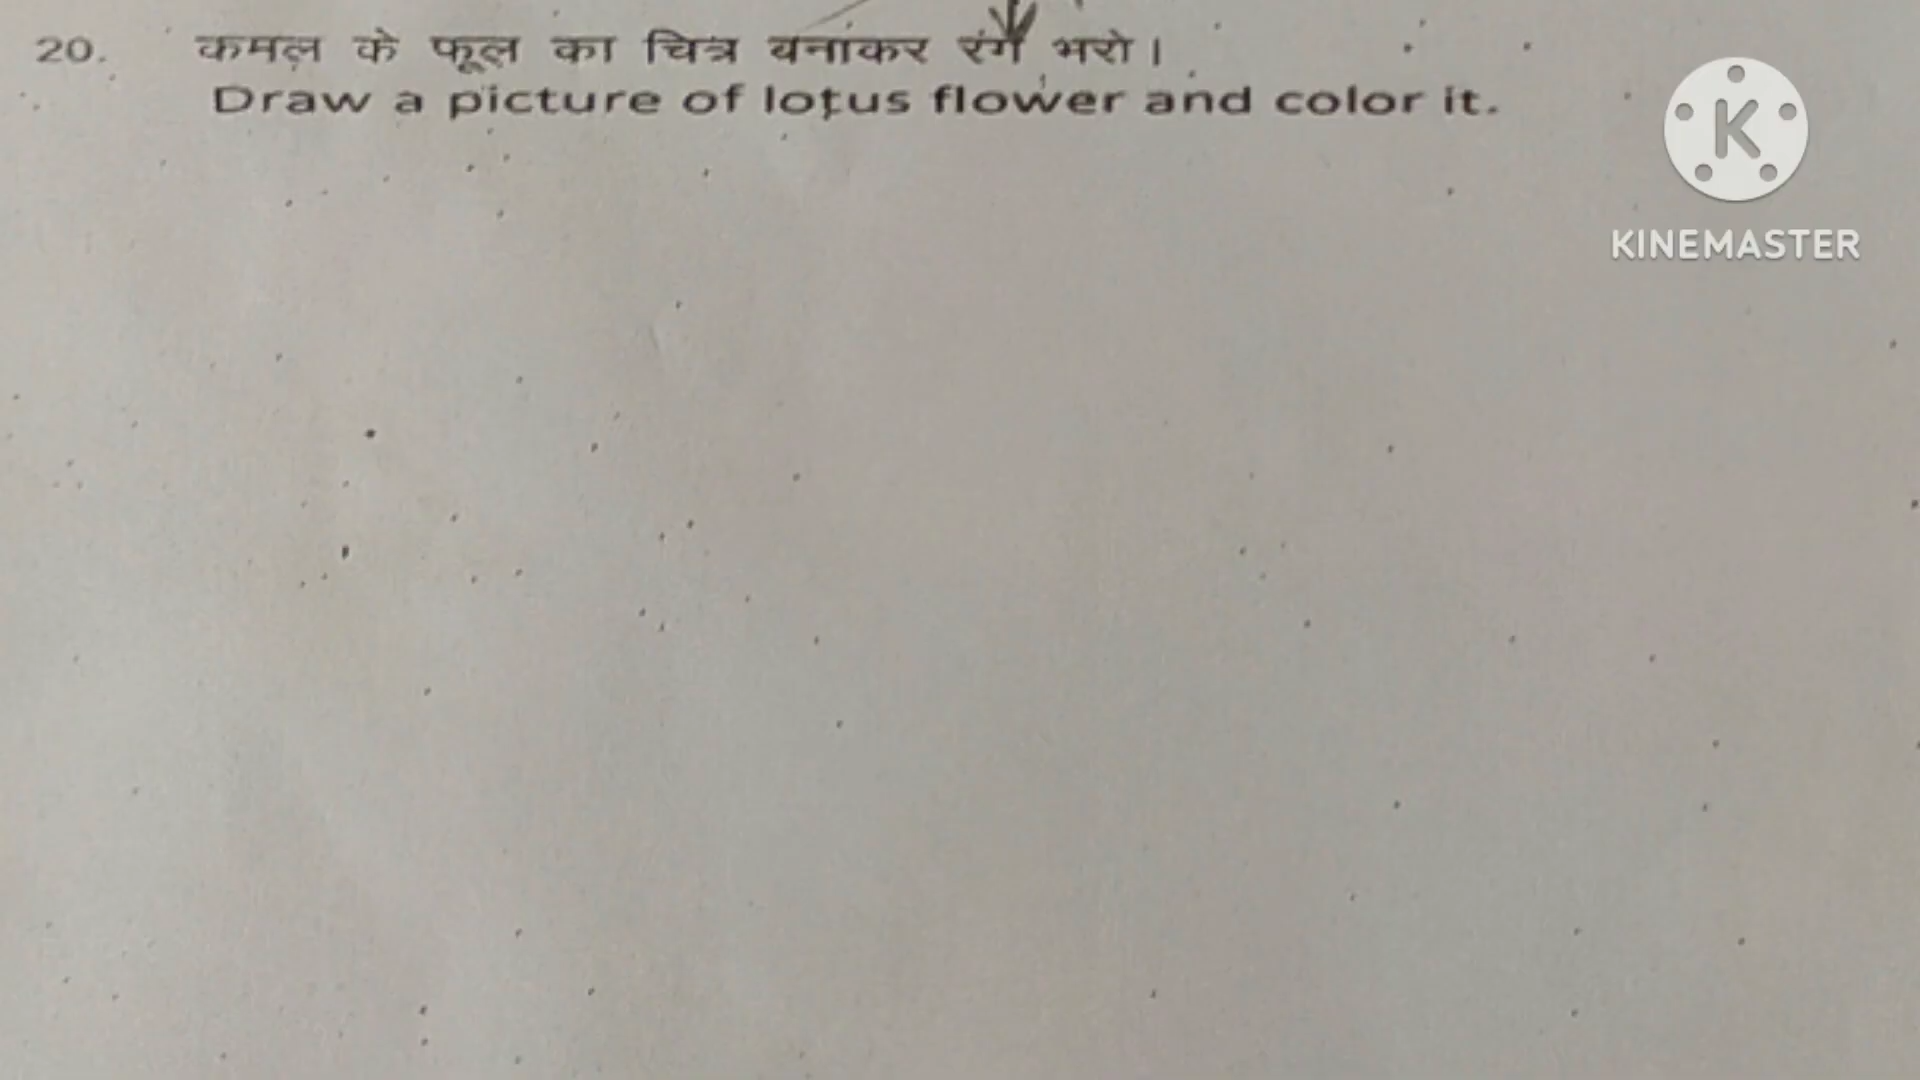 20. कमल के फूल का चित्र बनाकर रंग भरो।
Draw a picture of lotus flower and color it.
K
KINEMASTER